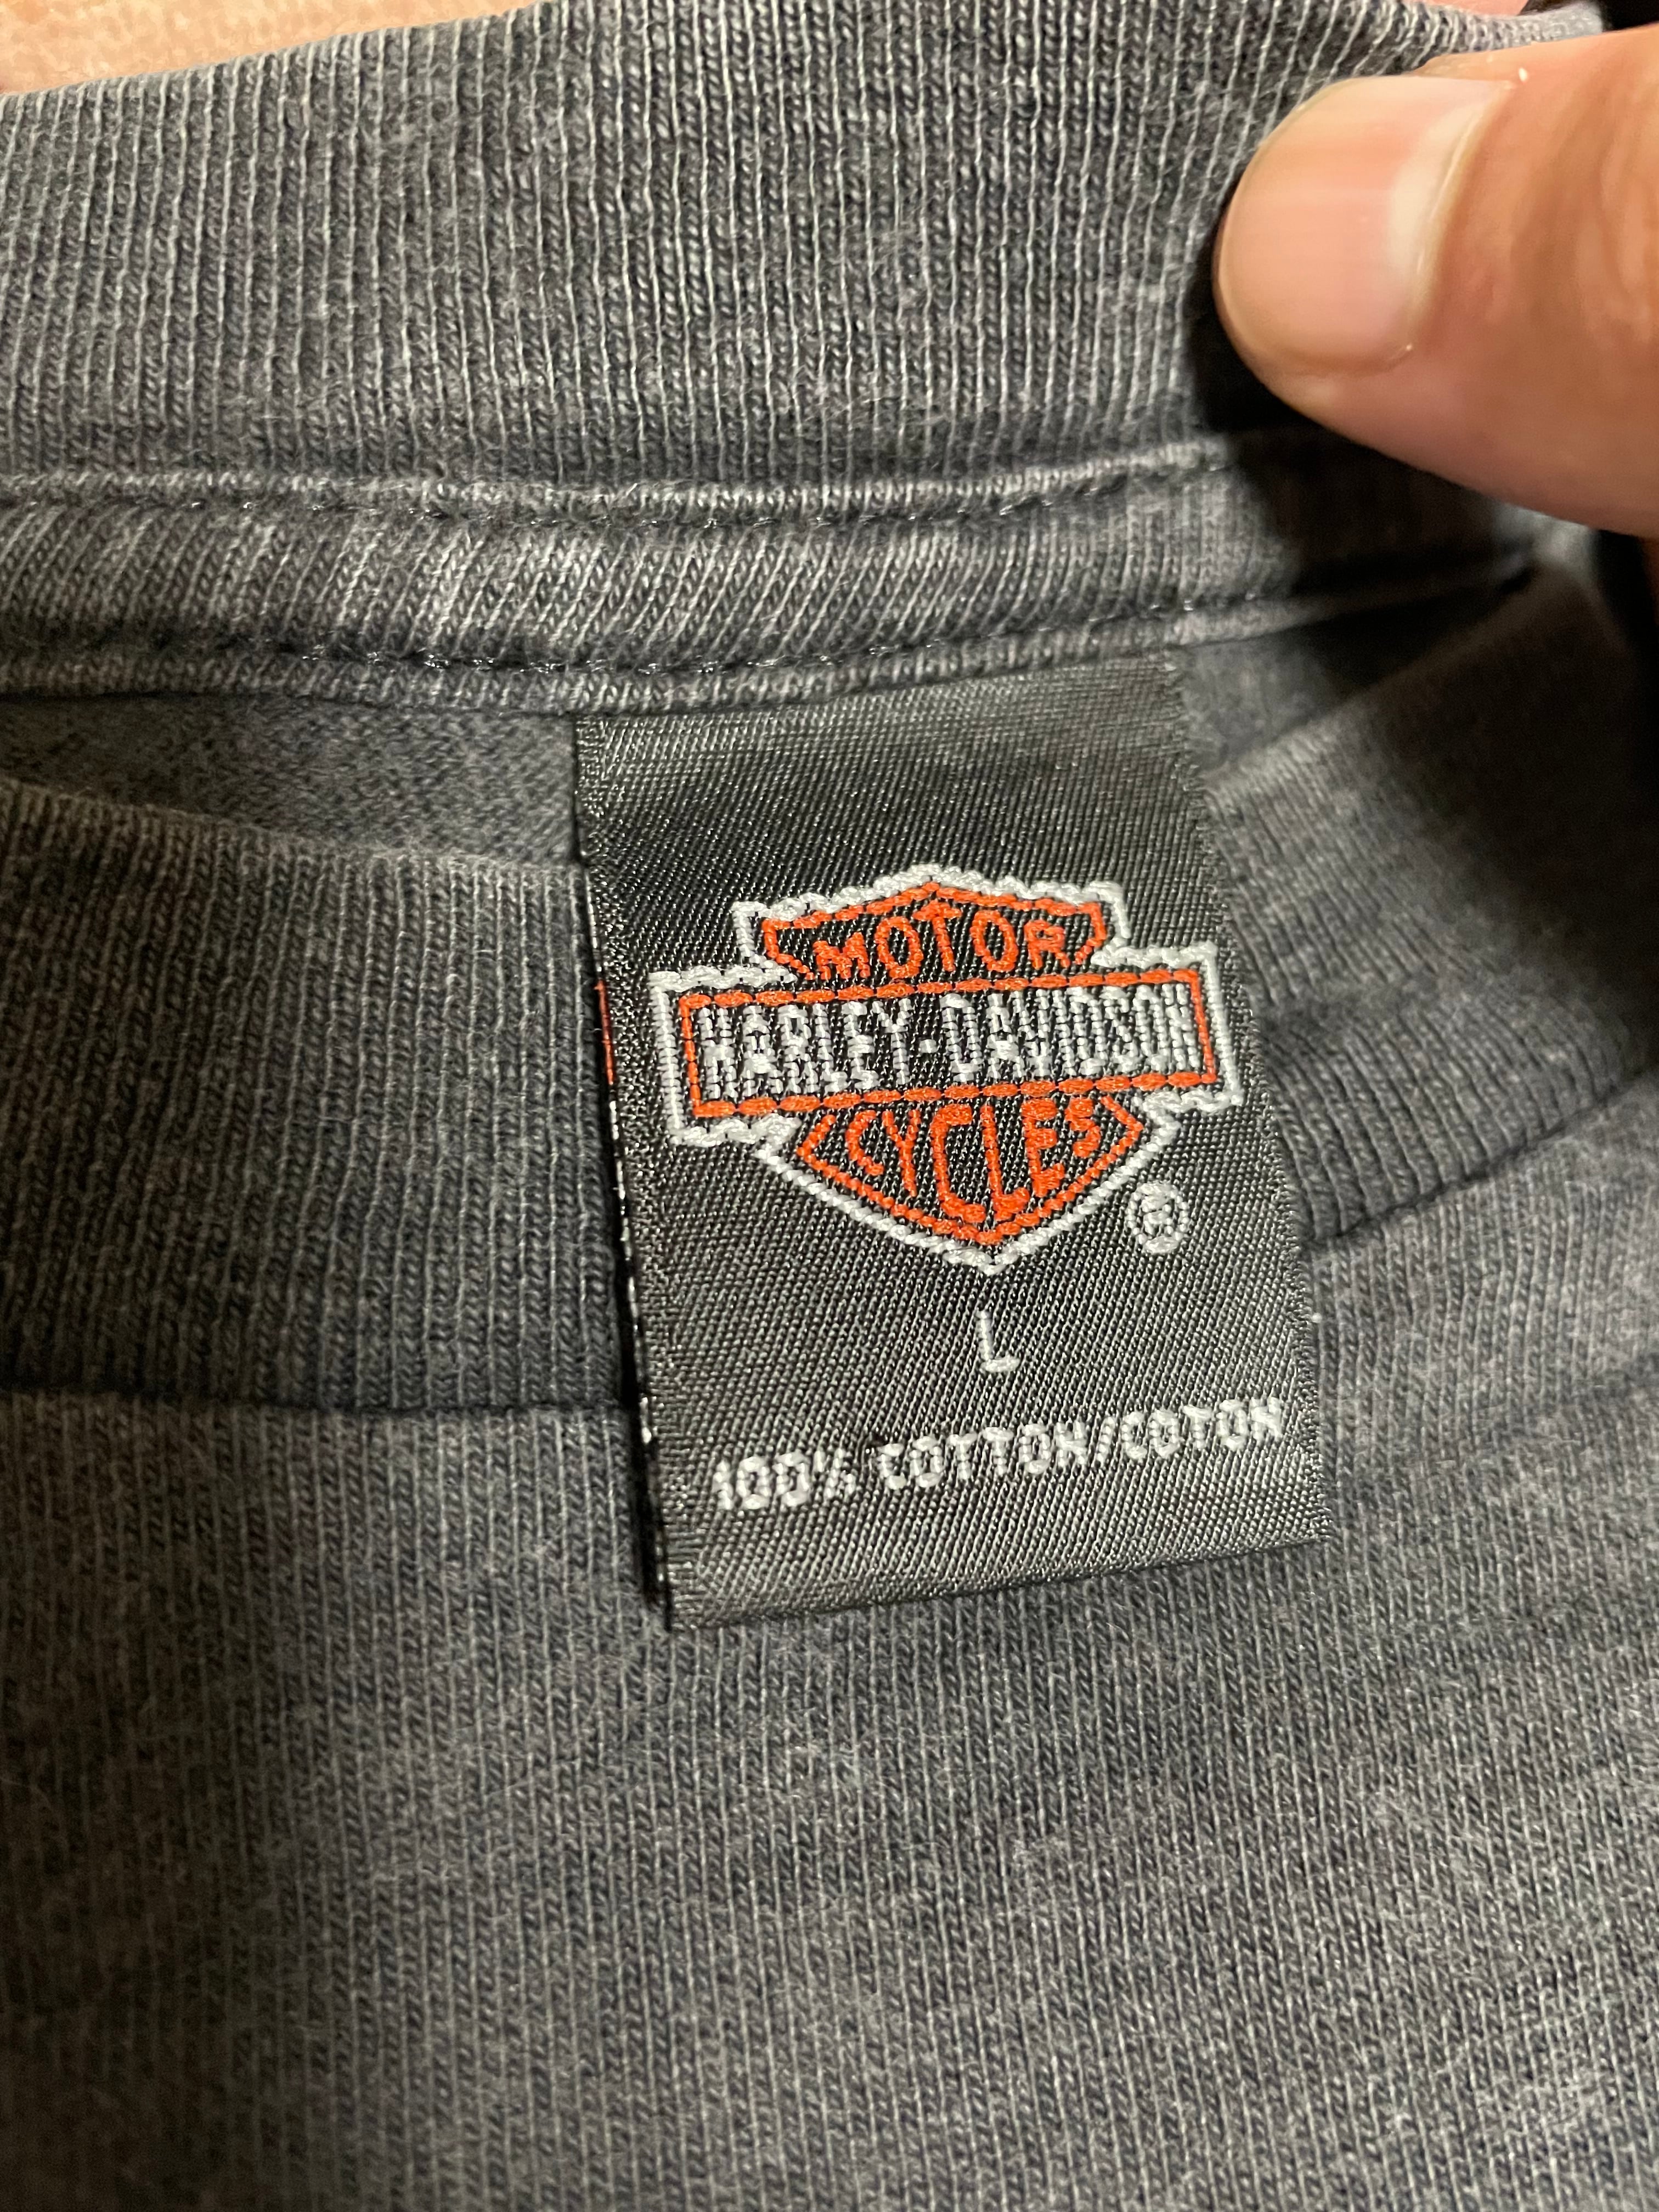 MOTOR
HARLEY-DAVIDSON
CYCLES
®
L
100% COTTON/COTON